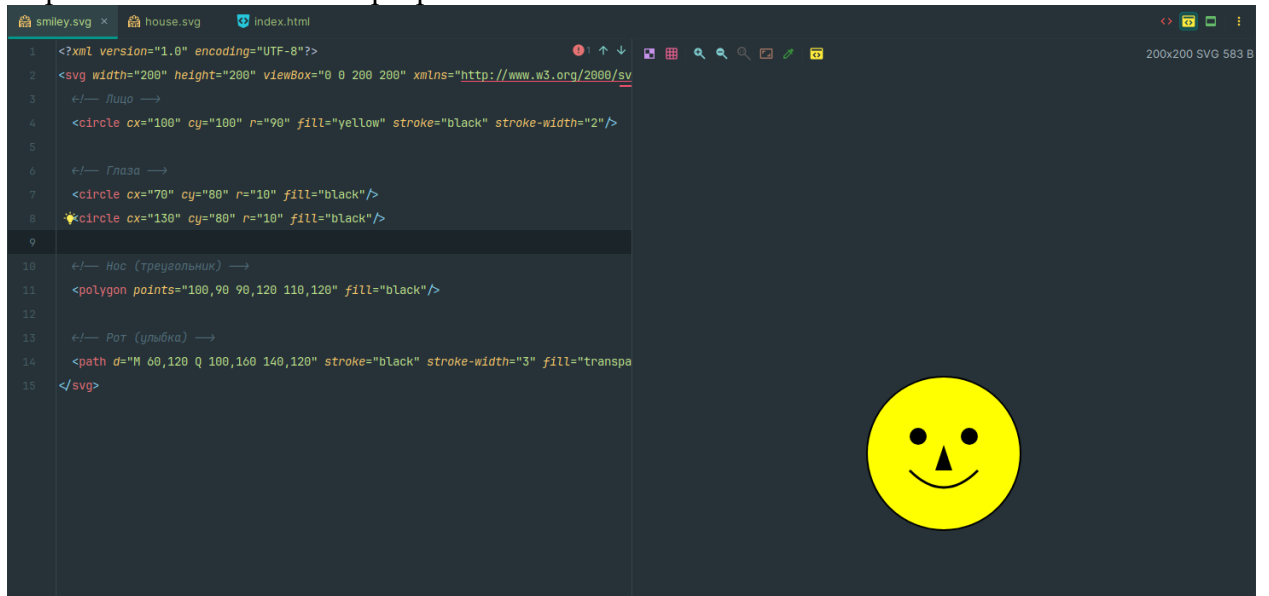 smiley.svg × house.svg index.html
1 <?xml version="1.0" encoding="UTF-8"?> 1
200x200 SVG 583 B
2 <svg width="200" height="200" viewBox="0 0 200 200" xmlns="http://www.w3.org/2000/sv
3 <!-- Лицо -->
4 <circle cx="100" cy="100" r="90" fill="yellow" stroke="black" stroke-width="2"/>
5
6 <!-- Глаза -->
7 <circle cx="70" cy="80" r="10" fill="black"/>
8 <circle cx="130" cy="80" r="10" fill="black"/>
9
10 <!-- Нос (треугольник) -->
11 <polygon points="100,90 90,120 110,120" fill="black"/>
12
13 <!-- Рот (улыбка) -->
14 <path d="M 60,120 Q 100,160 140,120" stroke="black" stroke-width="3" fill="transpa
15 </svg>